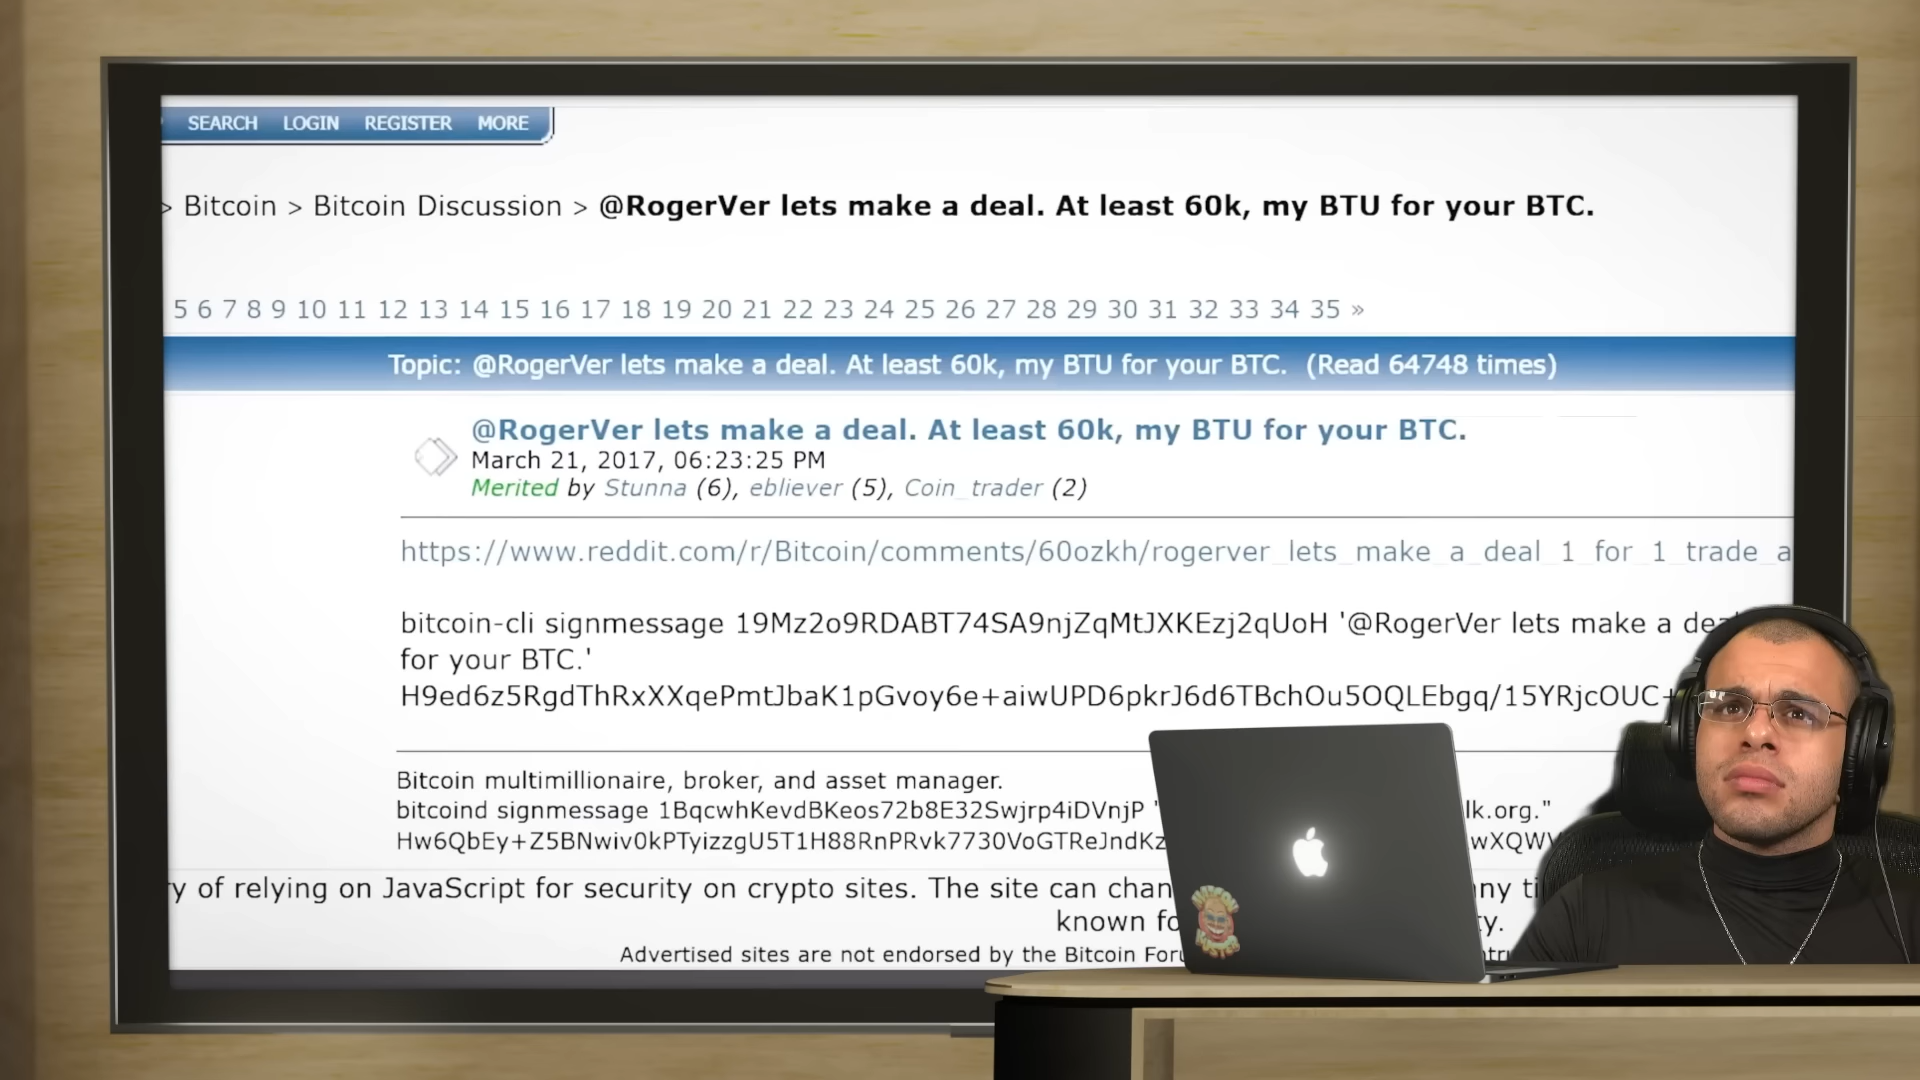 SEARCH LOGIN REGISTER MORE
> Bitcoin > Bitcoin Discussion > @RogerVer lets make a deal. At least 60k, my BTU for your BTC.
5 6 7 8 9 10 11 12 13 14 15 16 17 18 19 20 21 22 23 24 25 26 27 28 29 30 31 32 33 34 35 »
Topic: @RogerVer lets make a deal. At least 60k, my BTU for your BTC. (Read 64748 times)
@RogerVer lets make a deal. At least 60k, my BTU for your BTC.
March 21, 2017, 06:23:25 PM
Merited by Stunna (6), ebliever (5), Coin_trader (2)
https://www.reddit.com/r/Bitcoin/comments/60ozkh/rogerver_lets_make_a_deal_1_for_1_trade_a
bitcoin-cli signmessage 19Mz2o9RDABT74SA9njZqMtJXKEzj2qUoH '@RogerVer lets make a
for your BTC.'
H9ed6z5RgdThRxXXqePmtJbaK1pGvoy6e+aiwUPD6pkrJ6d6TBchOu5OQLEbgq/15YRjcOUC+
Bitcoin multimillionaire, broker, and asset manager.
bitcoind signmessage 1BqcwhKevdBKeos72b8E32Swjrp4iDVnjP " lk.org."
Hw6QbEy+Z5BNwiv0kPTyizzgU5T1H88RnPRvk7730VoGTReJndKz wXQW
y of relying on JavaScript for security on crypto sites. The site can chan ny ti
known fo y.
Advertised sites are not endorsed by the Bitcoin Foru